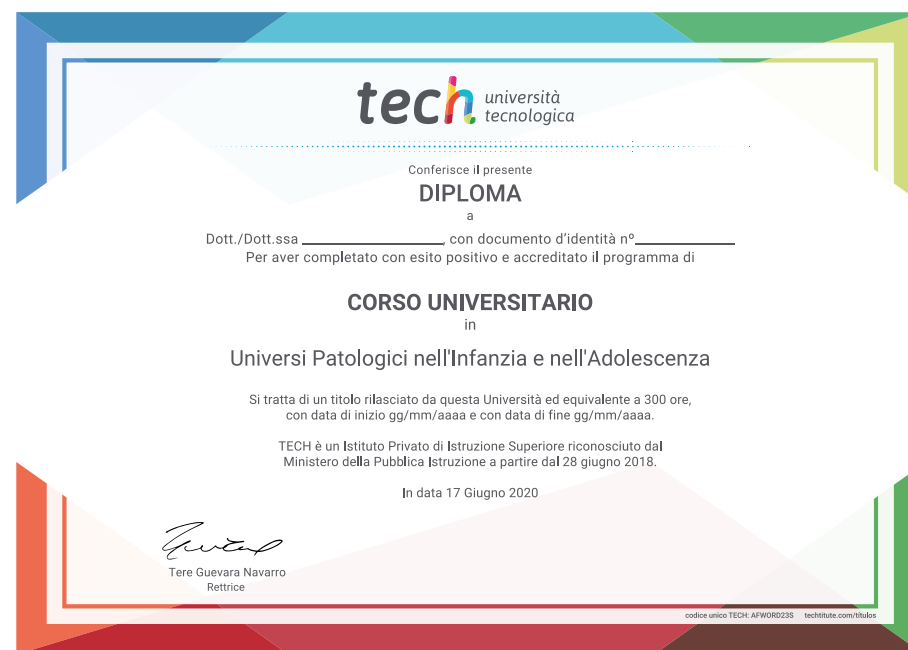 tech università
tecnologica
Conferisce il presente
DIPLOMA
a
Dott./Dott.ssa ____________________, con documento d'identità nº______________
Per aver completato con esito positivo e accreditato il programma di
CORSO UNIVERSITARIO
in
Universi Patologici nell'Infanzia e nell'Adolescenza
Si tratta di un titolo rilasciato da questa Università ed equivalente a 300 ore,
con data di inizio gg/mm/aaaa e con data di fine gg/mm/aaaa.
TECH è un Istituto Privato di Istruzione Superiore riconosciuto dal
Ministero della Pubblica Istruzione a partire dal 28 giugno 2018.
In data 17 Giugno 2020
Tere Guevara Navarro
Rettrice
codice unico TECH: AFWORD23S techtitute.com/titulos